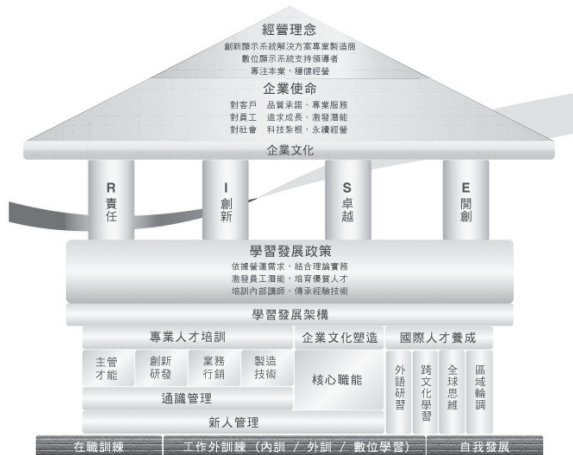 經營理念
創新顯示系統解決方案專業製造商
數位顯示系統支持領導者
專注本業，穩健經營
企業使命
對客戶 品質承諾、專業服務
對員工 追求成長、激發潛能
對社會 科技紮根、永續經營
企業文化
R 責任
I 創新
S 卓越
E 開創
學習發展政策
依據營運需求，結合理論實務
激發員工潛能，培育優質人才
培訓內部講師，傳承經驗技術
學習發展架構
專業人才培訓 企業文化塑造 國際人才養成
主管才能
創新研發
業務行銷
製造技術
核心職能
外語研習
跨文化學習
全球思維
區域輪調
通識管理
新人管理
在職訓練 工作外訓練（內訓 / 外訓 / 數位學習） 自我發展